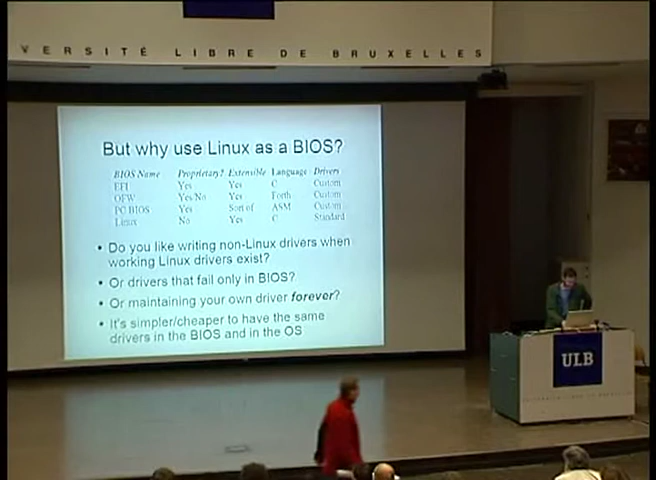 VERSITÉ LIBRE DE BRUXELLES
But why use Linux as a BIOS?
BIOS Name Proprietary? Extensible Language Drivers
EFI Yes Yes C Custom
OFW Yes/No Yes Forth Custom
PC BIOS Yes Sort of ASM Custom
Linux No Yes C Standard
• Do you like writing non-Linux drivers when
working Linux drivers exist?
• Or drivers that fail only in BIOS?
• Or maintaining your own driver forever?
• It's simpler/cheaper to have the same
drivers in the BIOS and in the OS
ULB